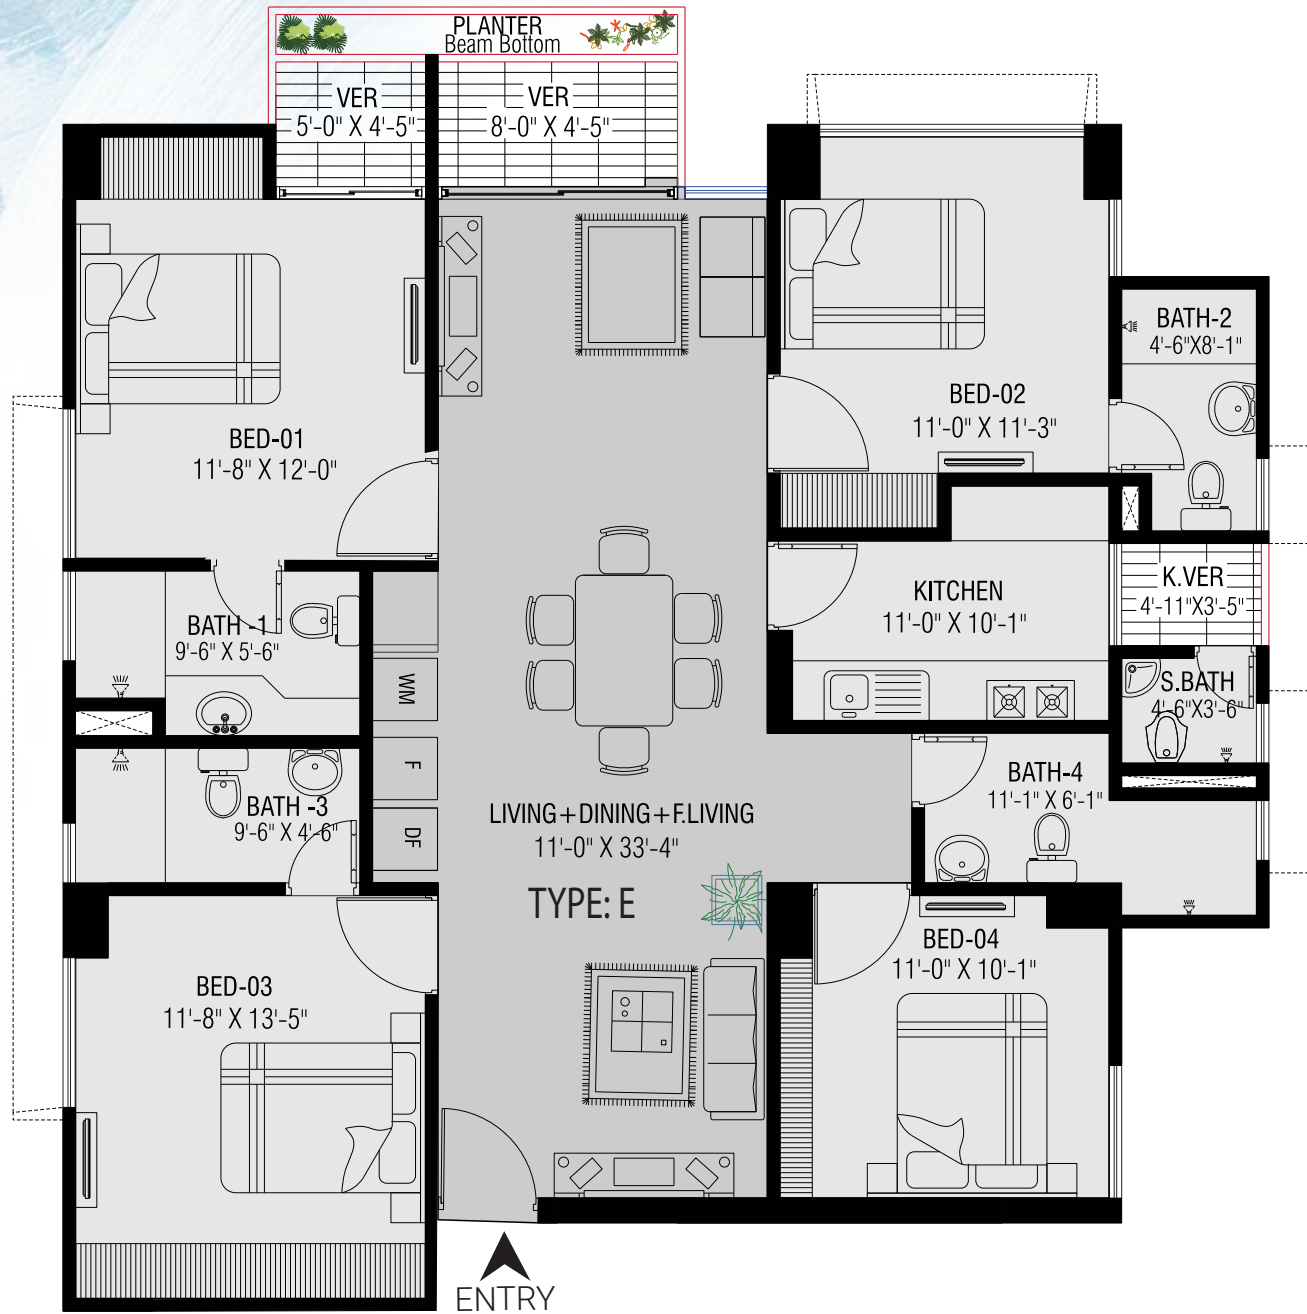 PLANTER
Beam Bottom
VER
5'-0" X 4'-5"
VER
8'-0" X 4'-5"
BATH-2
4'-6"X8'-1"
BED-02
11'-0" X 11'-3"
BED-01
11'-8" X 12'-0"
KITCHEN
11'-0" X 10'-1"
K.VER
4'-11"X3'-5"
BATH -1
9'-6" X 5'-6"
WM
S.BATH
4'-6"X3'-6"
F
BATH-4
11'-1" X 6'-1"
BATH -3
9'-6" X 4'-6"
DF
LIVING+DINING+F.LIVING
11'-0" X 33'-4"
TYPE: E
BED-04
11'-0" X 10'-1"
BED-03
11'-8" X 13'-5"
ENTRY